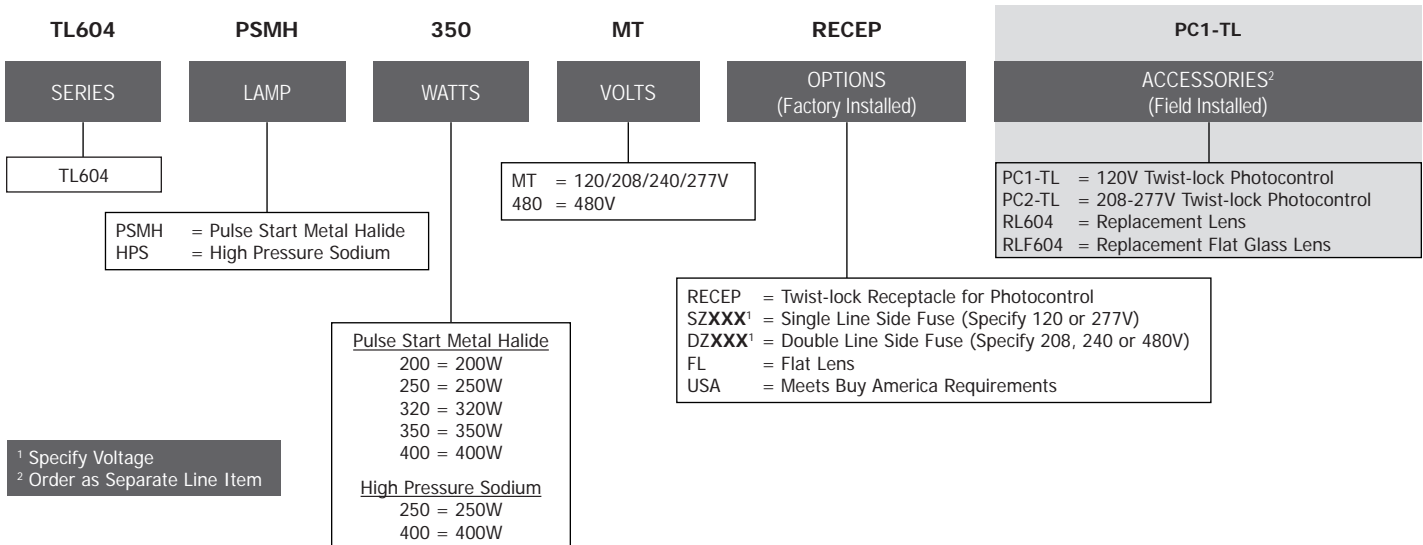 TL604 PSMH 350 MT RECEP PC1-TL
SERIES LAMP WATTS VOLTS OPTIONS (Factory Installed) ACCESSORIES² (Field Installed)
TL604
PSMH = Pulse Start Metal Halide
HPS = High Pressure Sodium
Pulse Start Metal Halide
200 = 200W
250 = 250W
320 = 320W
350 = 350W
400 = 400W
High Pressure Sodium
250 = 250W
400 = 400W
MT = 120/208/240/277V
480 = 480V
RECEP = Twist-lock Receptacle for Photocontrol
SZXXX¹ = Single Line Side Fuse (Specify 120 or 277V)
DZXXX¹ = Double Line Side Fuse (Specify 208, 240 or 480V)
FL = Flat Lens
USA = Meets Buy America Requirements
PC1-TL = 120V Twist-lock Photocontrol
PC2-TL = 208-277V Twist-lock Photocontrol
RL604 = Replacement Lens
RLF604 = Replacement Flat Glass Lens
¹ Specify Voltage
² Order as Separate Line Item